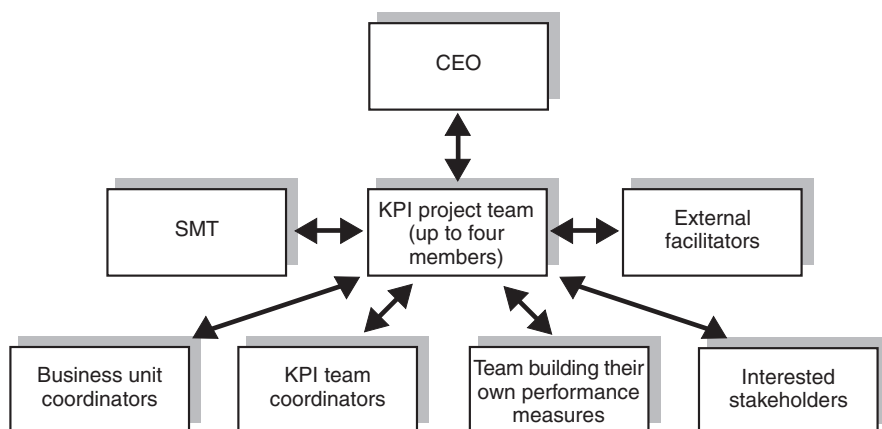 CEO
SMT
KPI project team
(up to four
members)
External
facilitators
Business unit
coordinators
KPI team
coordinators
Team building their
own performance
measures
Interested
stakeholders